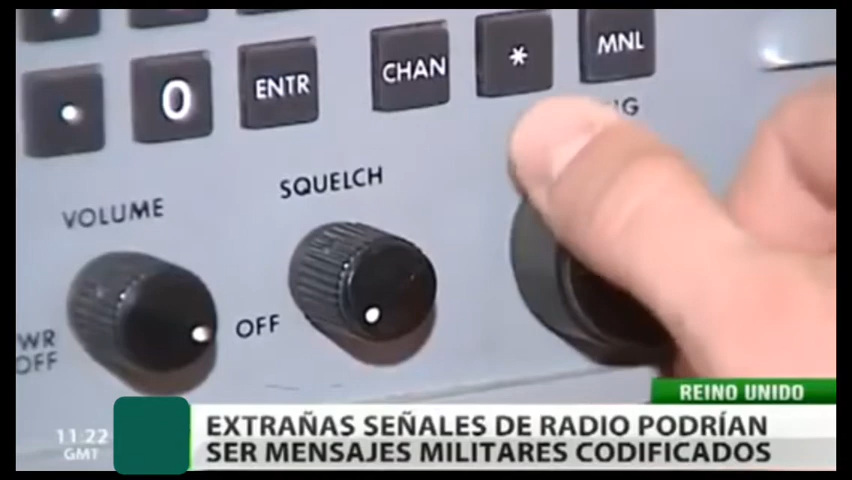 0 ENTR CHAN * MNL
SQUELCH
VOLUME
OFF
OFF
REINO UNIDO
EXTRAÑAS SEÑALES DE RADIO PODRÍAN
SER MENSAJES MILITARES CODIFICADOS
11.22
GMT